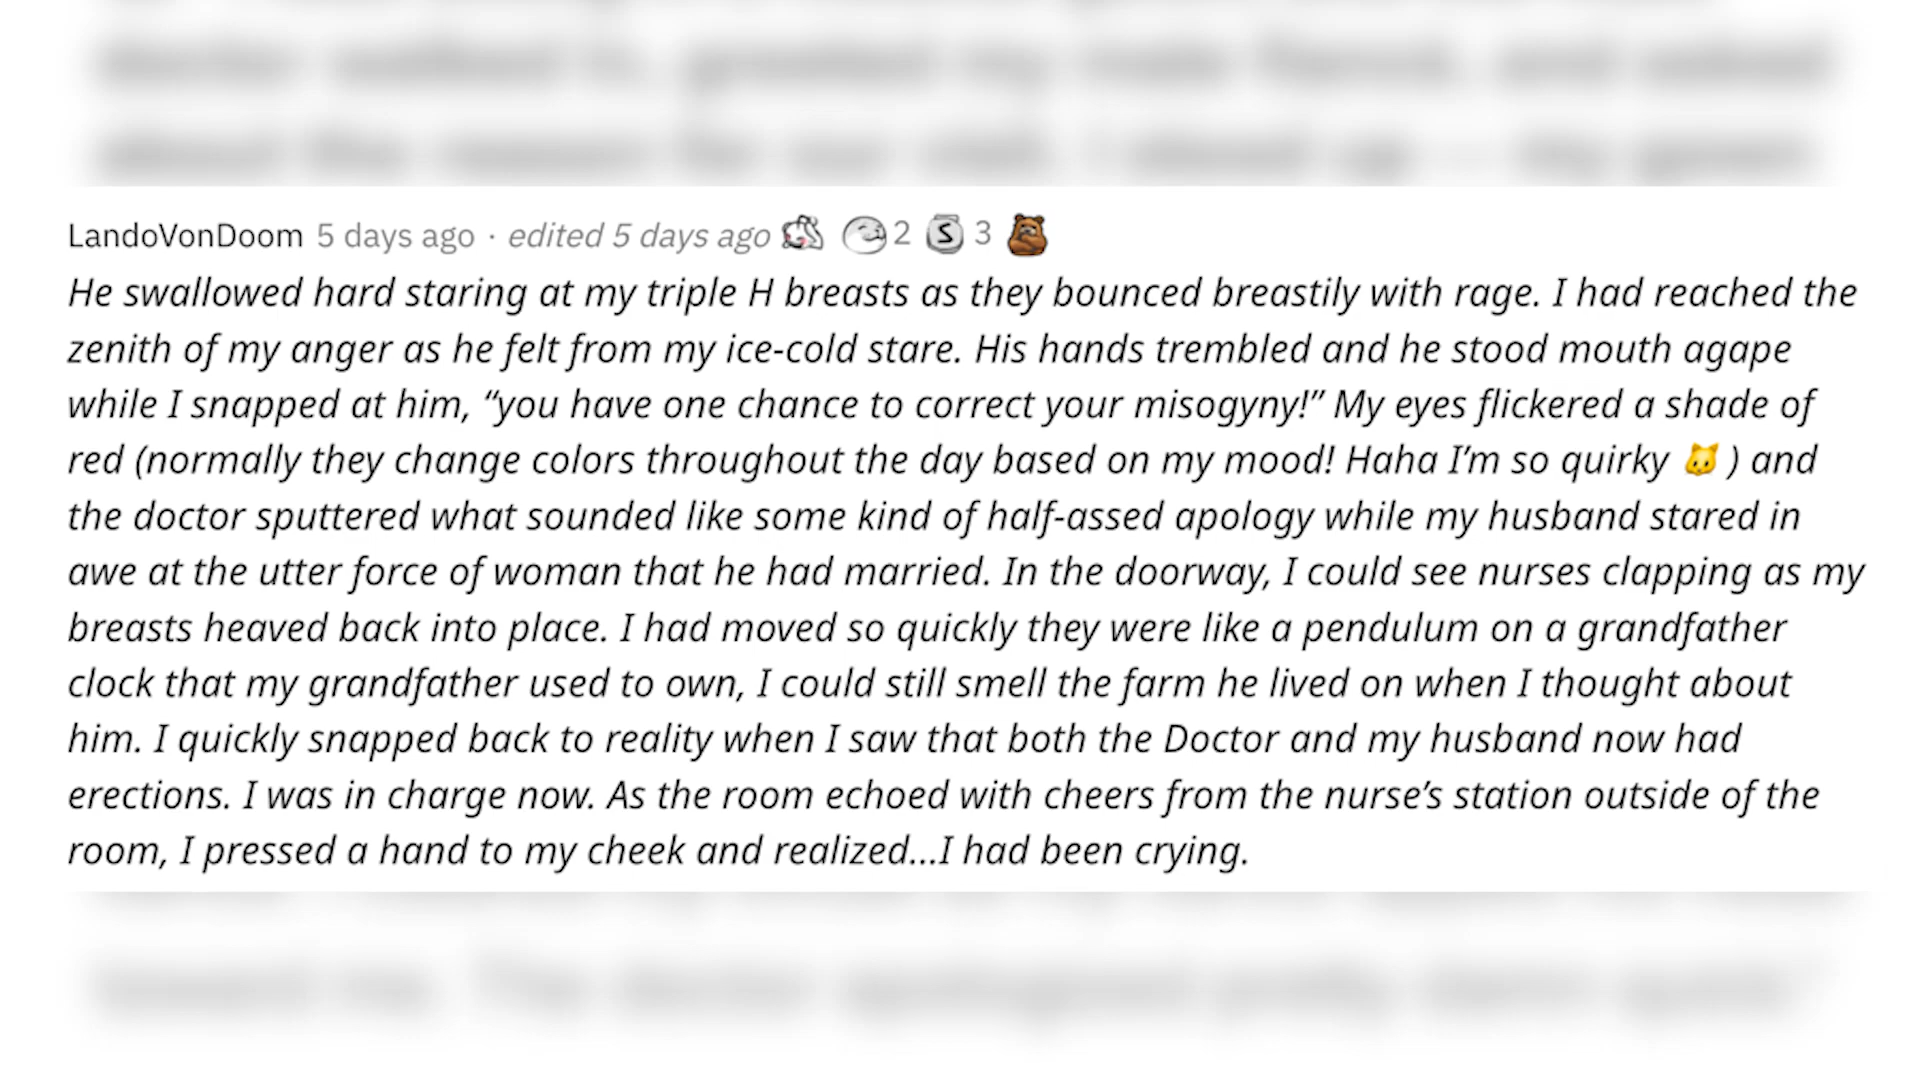 LandoVonDoom 5 days ago · edited 5 days ago 2 3
He swallowed hard staring at my triple H breasts as they bounced breastily with rage. I had reached the
zenith of my anger as he felt from my ice-cold stare. His hands trembled and he stood mouth agape
while I snapped at him, “you have one chance to correct your misogyny!” My eyes flickered a shade of
red (normally they change colors throughout the day based on my mood! Haha I’m so quirky 🐱 ) and
the doctor sputtered what sounded like some kind of half-assed apology while my husband stared in
awe at the utter force of woman that he had married. In the doorway, I could see nurses clapping as my
breasts heaved back into place. I had moved so quickly they were like a pendulum on a grandfather
clock that my grandfather used to own, I could still smell the farm he lived on when I thought about
him. I quickly snapped back to reality when I saw that both the Doctor and my husband now had
erections. I was in charge now. As the room echoed with cheers from the nurse’s station outside of the
room, I pressed a hand to my cheek and realized...I had been crying.